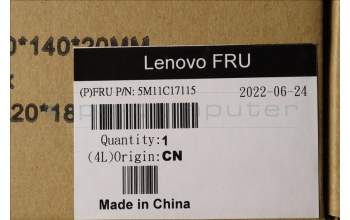 0*140*20MM
Lenovo FRU
(P)FRU P/N: 5M11C17115 2022-06-24
20*18
Quantity:1
(4L)Origin:CN
Made in China